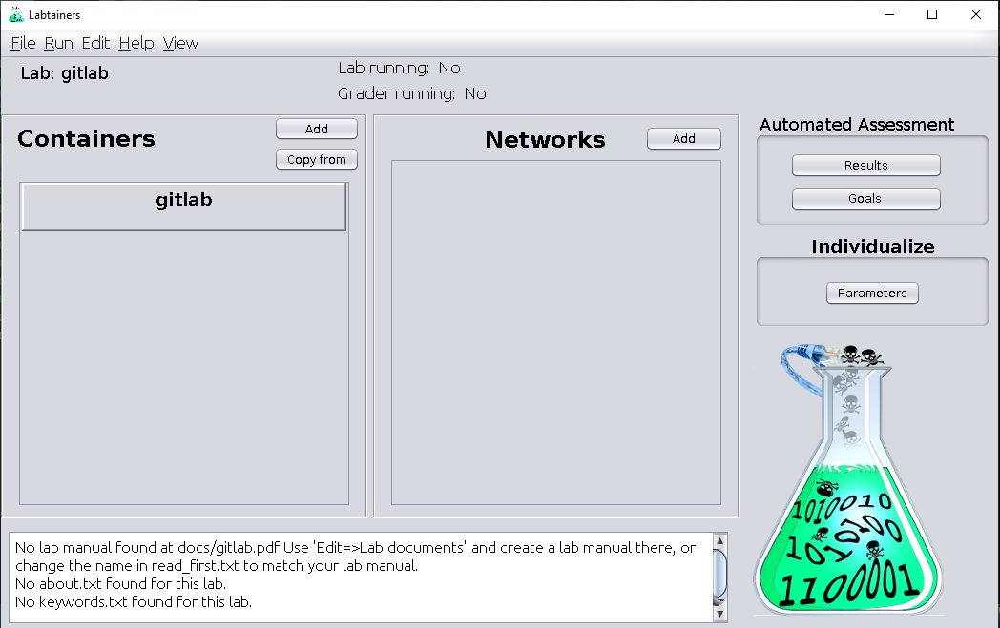 Labtainers
File Run Edit Help View
Lab: gitlab
Lab running: No
Grader running: No
Containers
Add
Copy from
gitlab
Networks
Add
Automated Assessment
Results
Goals
Individualize
Parameters
1010010
10100
101
1100001
No lab manual found at docs/gitlab.pdf Use 'Edit=>Lab documents' and create a lab manual there, or
change the name in read_first.txt to match your lab manual.
No about.txt found for this lab.
No keywords.txt found for this lab.